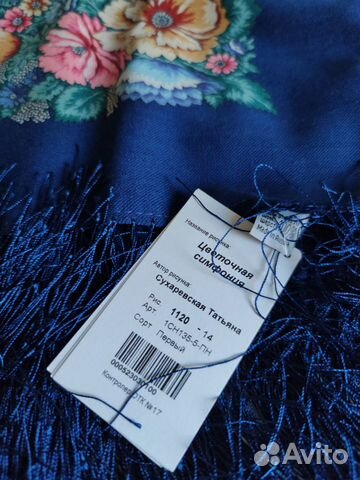 Название рисунка:
Цветочная
симфония
Автор рисунка:
Сухаревская Татьяна
Рис. 1120 - 14
Арт. 1СН135-5-ПН
Сорт Первый
Контролер ОТК №17
Avito